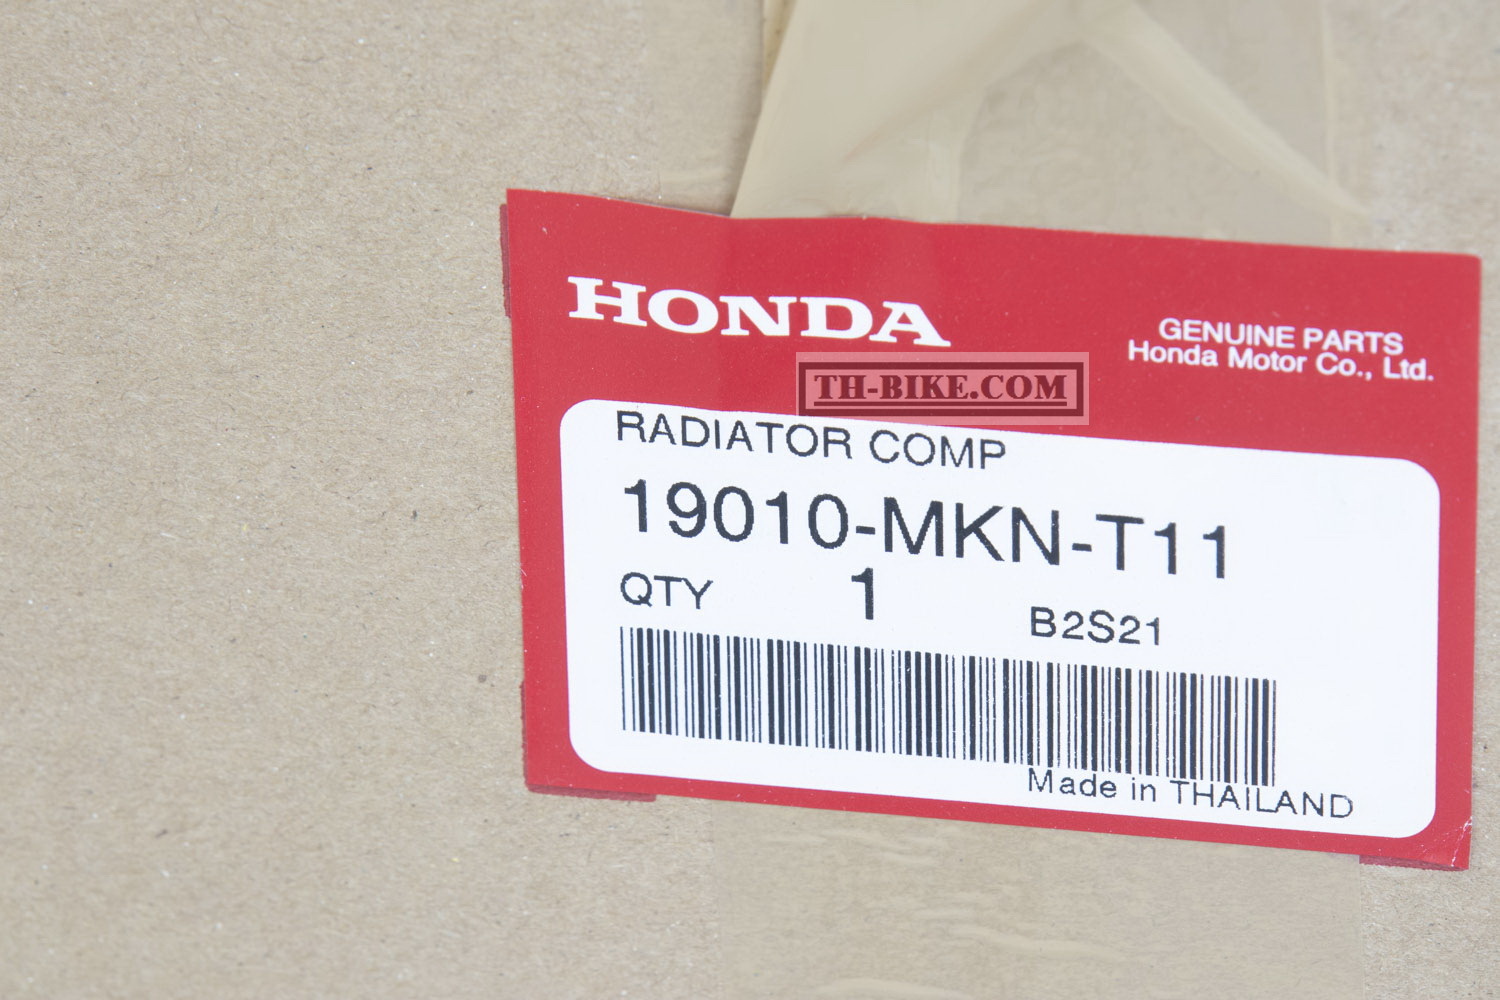 HONDA
GENUINE PARTS
Honda Motor Co., Ltd.
TH-BIKE.COM
RADIATOR COMP
19010-MKN-T11
QTY 1 B2S21
Made in THAILAND